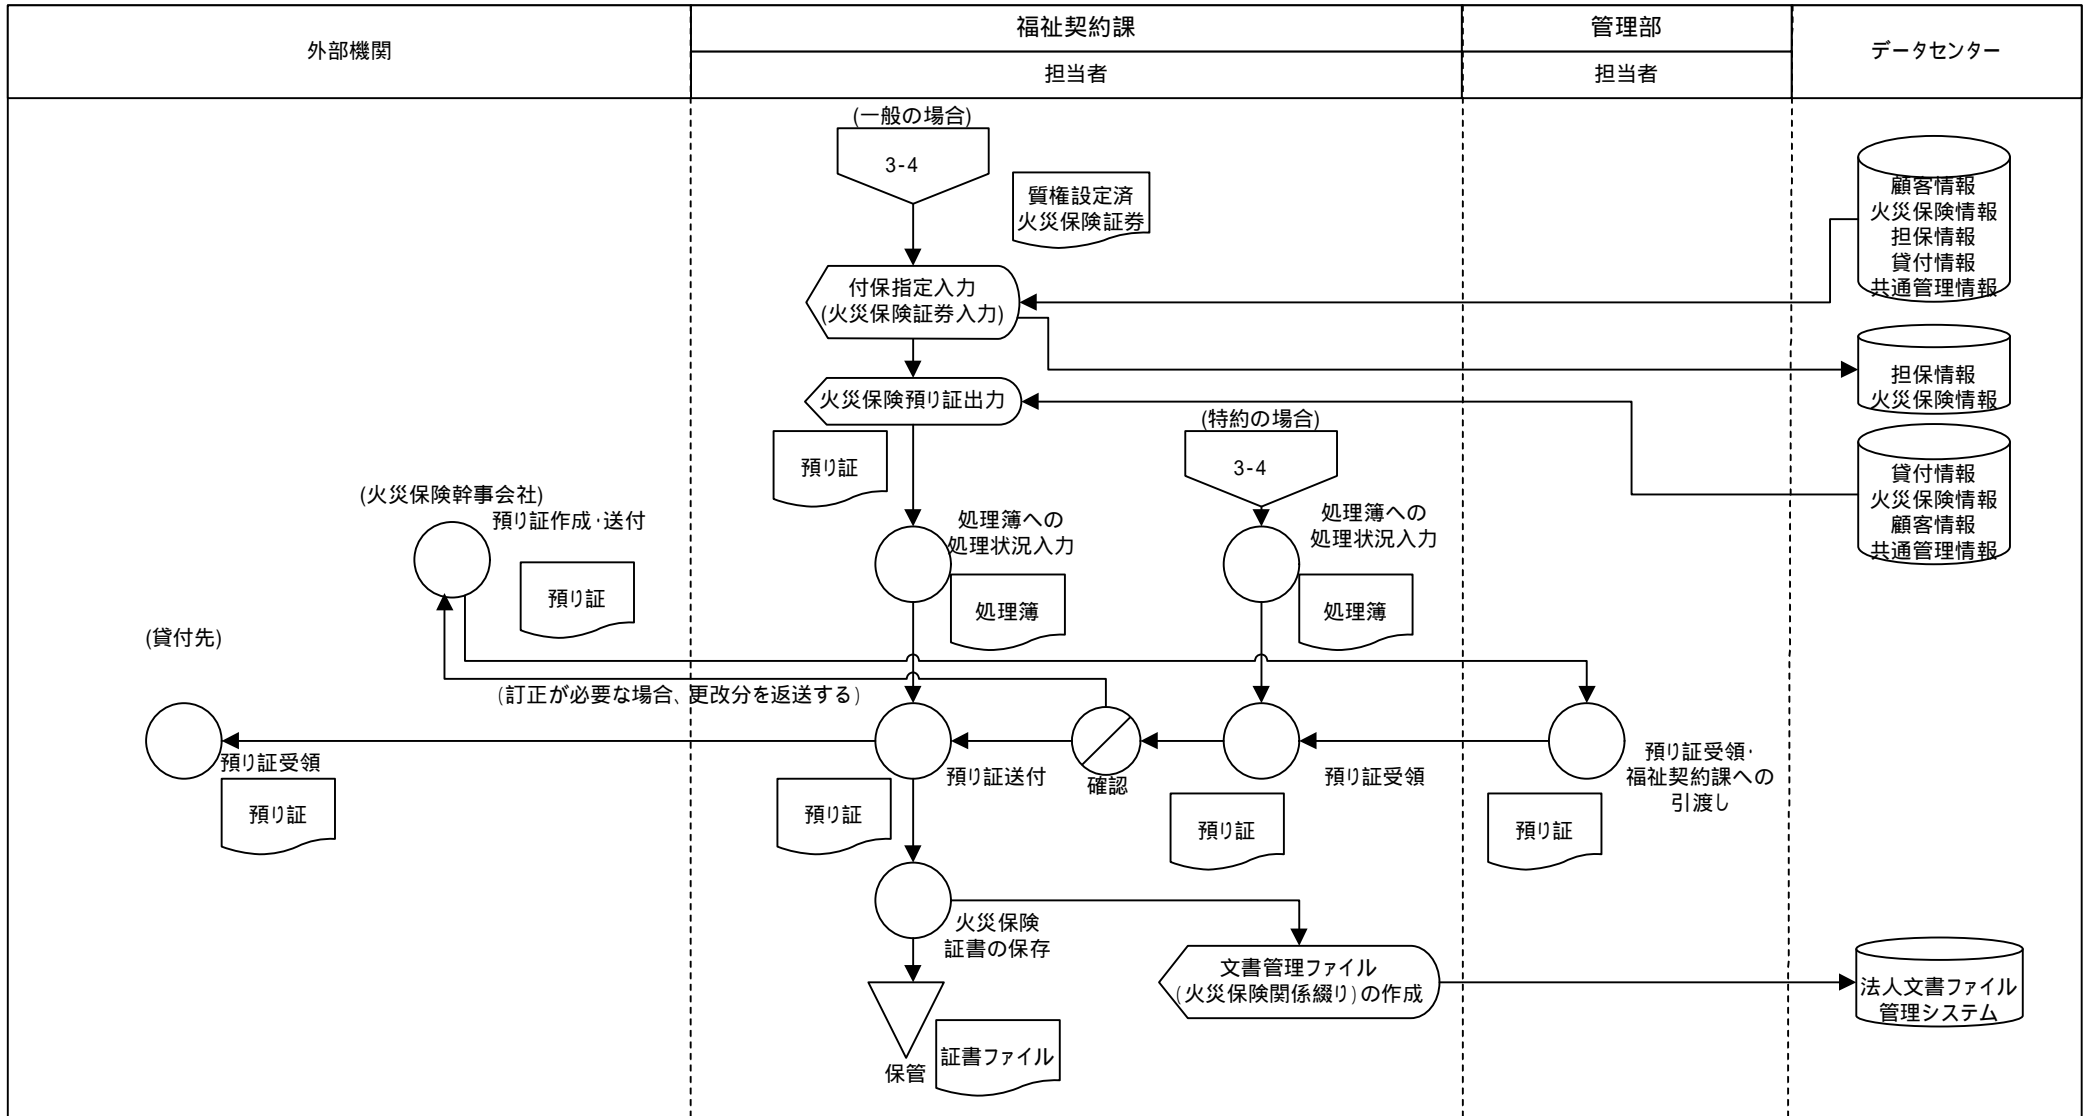 外部機関
福祉契約課
担当者
管理部
担当者
データセンター
(一般の場合)
3-4
質権設定済
火災保険証券
顧客情報
火災保険情報
担保情報
貸付情報
共通管理情報
付保指定入力
(火災保険証券入力)
担保情報
火災保険情報
火災保険預り証出力
(特約の場合)
3-4
預り証
貸付情報
火災保険情報
顧客情報
共通管理情報
(火災保険幹事会社)
預り証作成・送付
処理簿への
処理状況入力
処理簿への
処理状況入力
預り証
処理簿
処理簿
(貸付先)
(訂正が必要な場合、更改分を返送する)
預り証受領
預り証送付
確認
預り証受領
預り証受領・
福祉契約課への
引渡し
預り証
預り証
預り証
預り証
火災保険
証書の保存
文書管理ファイル
(火災保険関係綴り)の作成
法人文書ファイル
管理システム
証書ファイル
保管